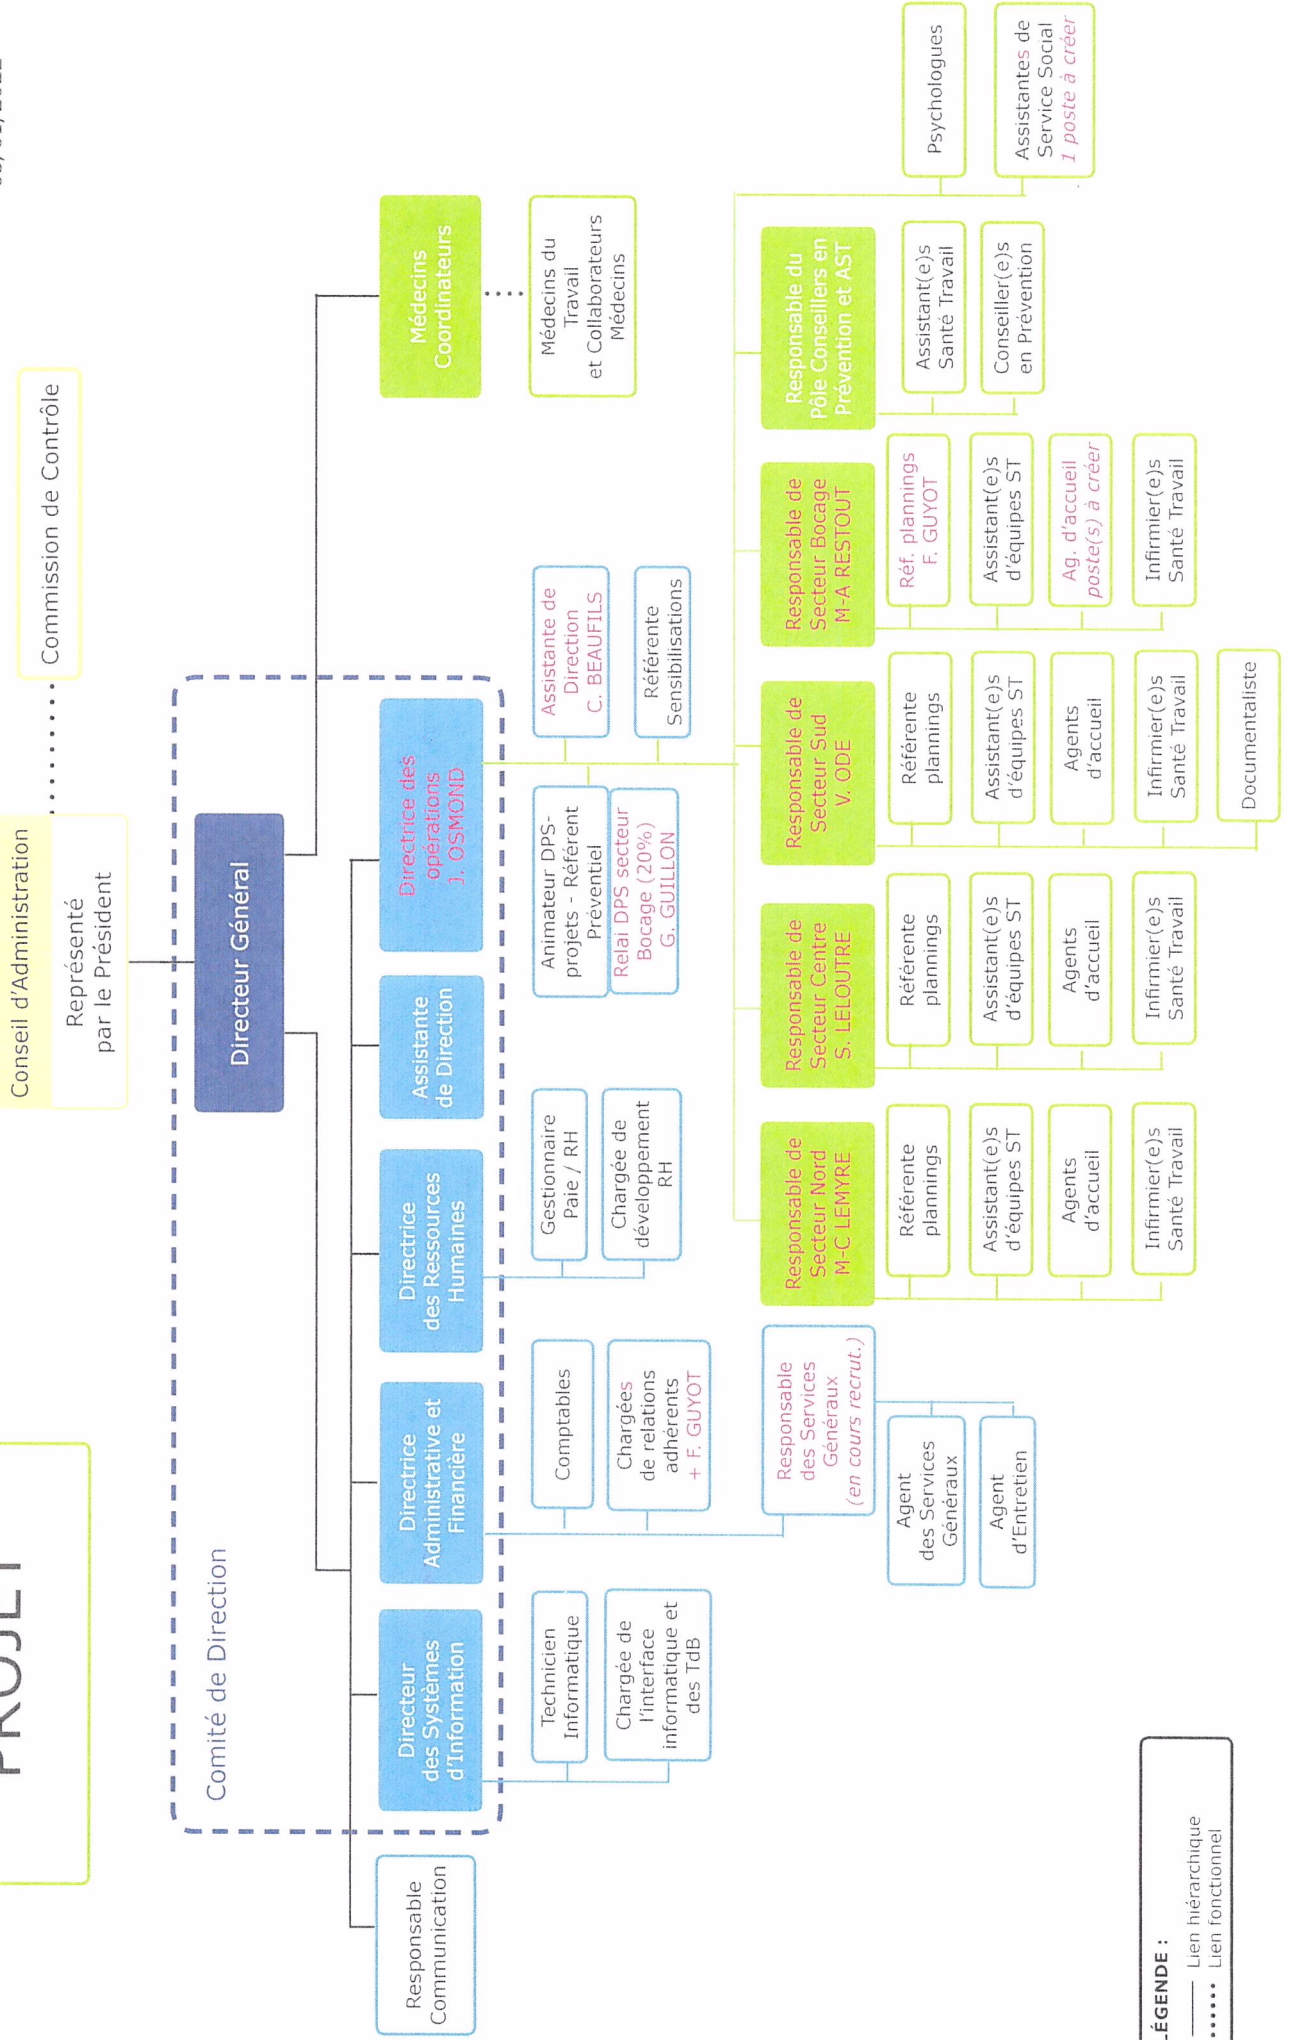 PROJET
Conseil d'Administration
Représenté
par le Président
Commission de Contrôle
Comité de Direction
Directeur Général
Responsable
Communication
Directeur
des Systèmes
d'Information
Directrice
Administrative et
Financière
Directrice
des Ressources
Humaines
Assistante
de Direction
Directrice des
opérations
J. OSMOND
Médecins
Coordinateurs
Technicien
Informatique
Chargée de
l'interface
informatique et
des TdB
Comptables
Chargées
de relations
adhérents
+ F. GUYOT
Gestionnaire
Paie / RH
Chargée de
développement
RH
Animateur DPS-
projets - Référent
Préventiel
Relai DPS secteur
Bocage (20%)
G. GUILLON
Assistante de
Direction
C. BEAUFILS
Référente
Sensibilisations
Médecins du
Travail
et Collaborateurs
Médecins
Responsable
des Services
Généraux
(en cours recrut.)
Agent
des Services
Généraux
Agent
d'Entretien
Responsable de
Secteur Nord
M-C LEMYRE
Référente
plannings
Assistant(e)s
d'équipes ST
Agents
d'accueil
Infirmier(e)s
Santé Travail
Responsable de
Secteur Centre
S. LELOUTRE
Référente
plannings
Assistant(e)s
d'équipes ST
Agents
d'accueil
Infirmier(e)s
Santé Travail
Responsable de
Secteur Sud
V. ODE
Référente
plannings
Assistant(e)s
d'équipes ST
Agents
d'accueil
Infirmier(e)s
Santé Travail
Documentaliste
Responsable de
Secteur Bocage
M-A RESTOUT
Réf. plannings
F. GUYOT
Assistant(e)s
d'équipes ST
Ag. d'accueil
poste(s) à créer
Infirmier(e)s
Santé Travail
Responsable du
Pôle Conseillers en
Prévention et AST
Assistant(e)s
Santé Travail
Conseiller(e)s
en Prévention
Psychologues
Assistantes de
Service Social
1 poste à créer
LÉGENDE :
Lien hiérarchique
Lien fonctionnel